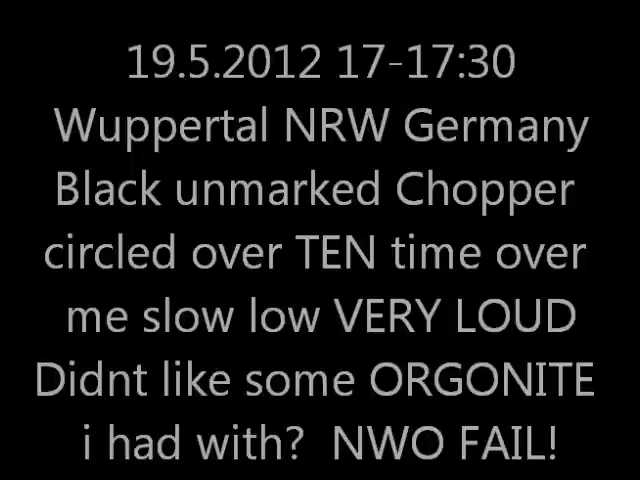 19.5.2012 17-17:30
Wuppertal NRW Germany
Black unmarked Chopper
circled over TEN time over
me slow low VERY LOUD
Didnt like some ORGONITE
i had with?  NWO FAIL!